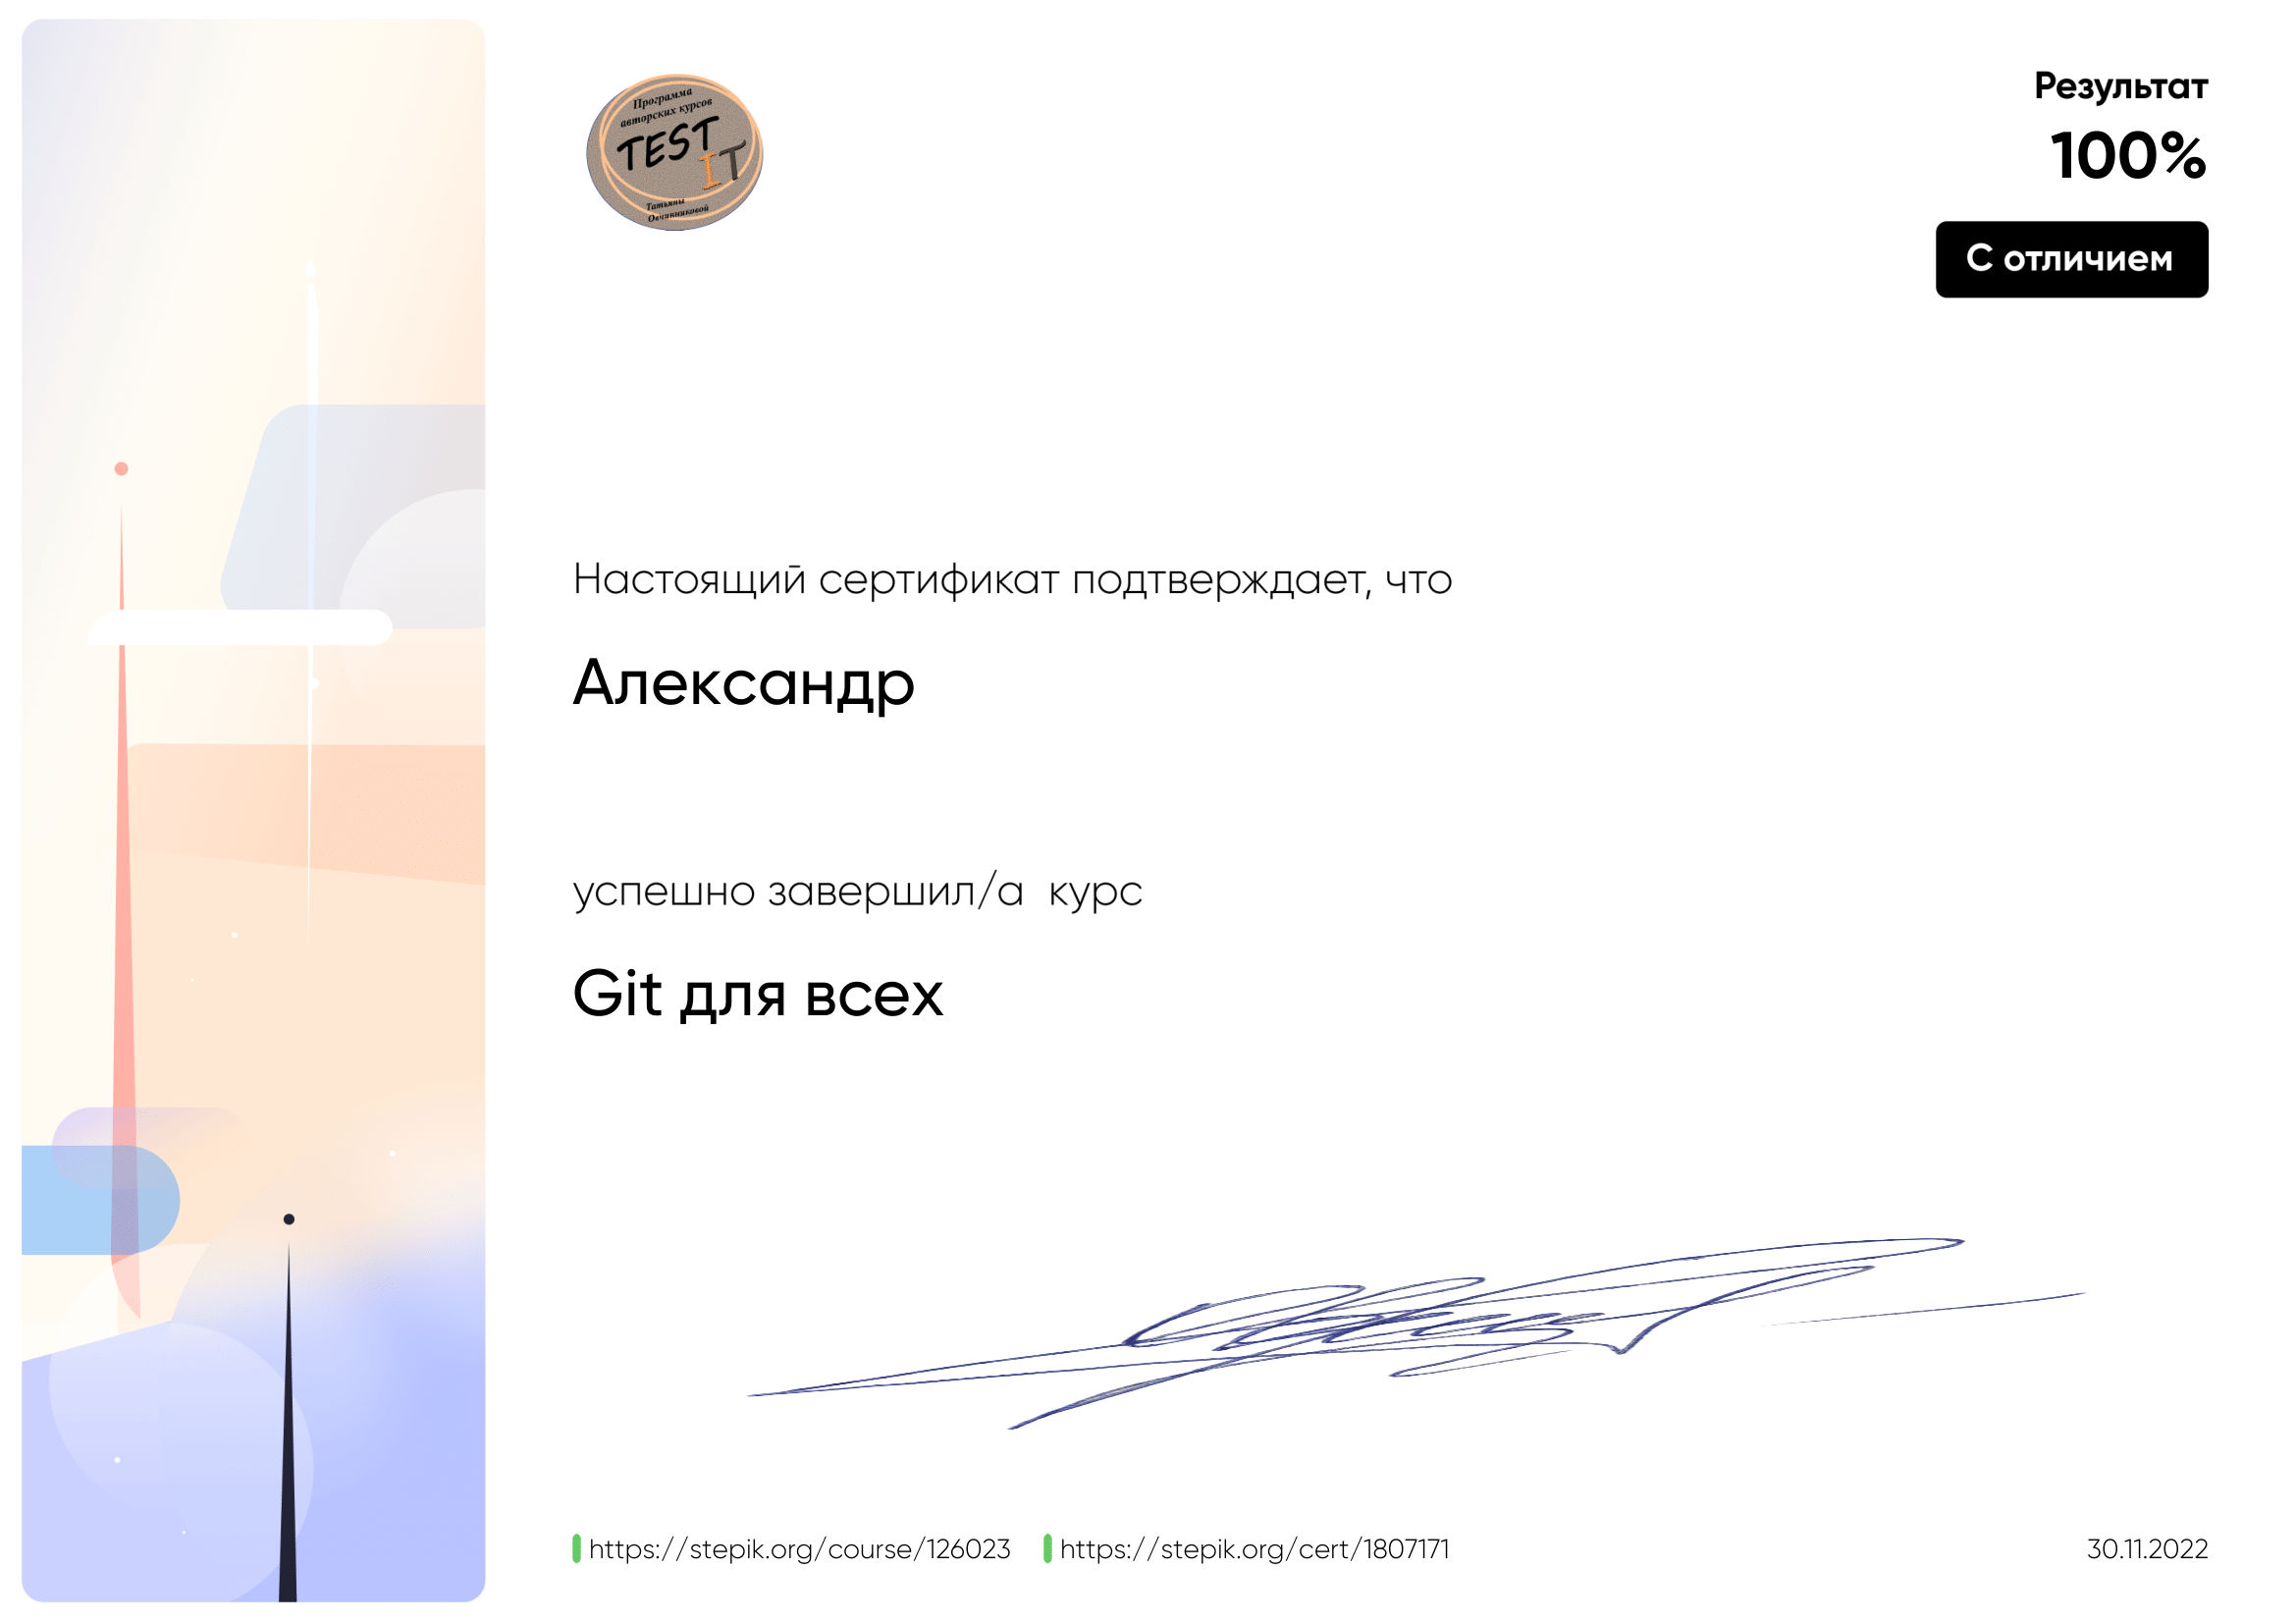 Программа
авторских курсов
TEST
IT
Татьяны
Овчинниковой
Результат
100%
С отличием
Настоящий сертификат подтверждает, что
Александр
успешно завершил/а курс
Git для всех
https://stepik.org/course/126023 https://stepik.org/cert/1807171 30.11.2022